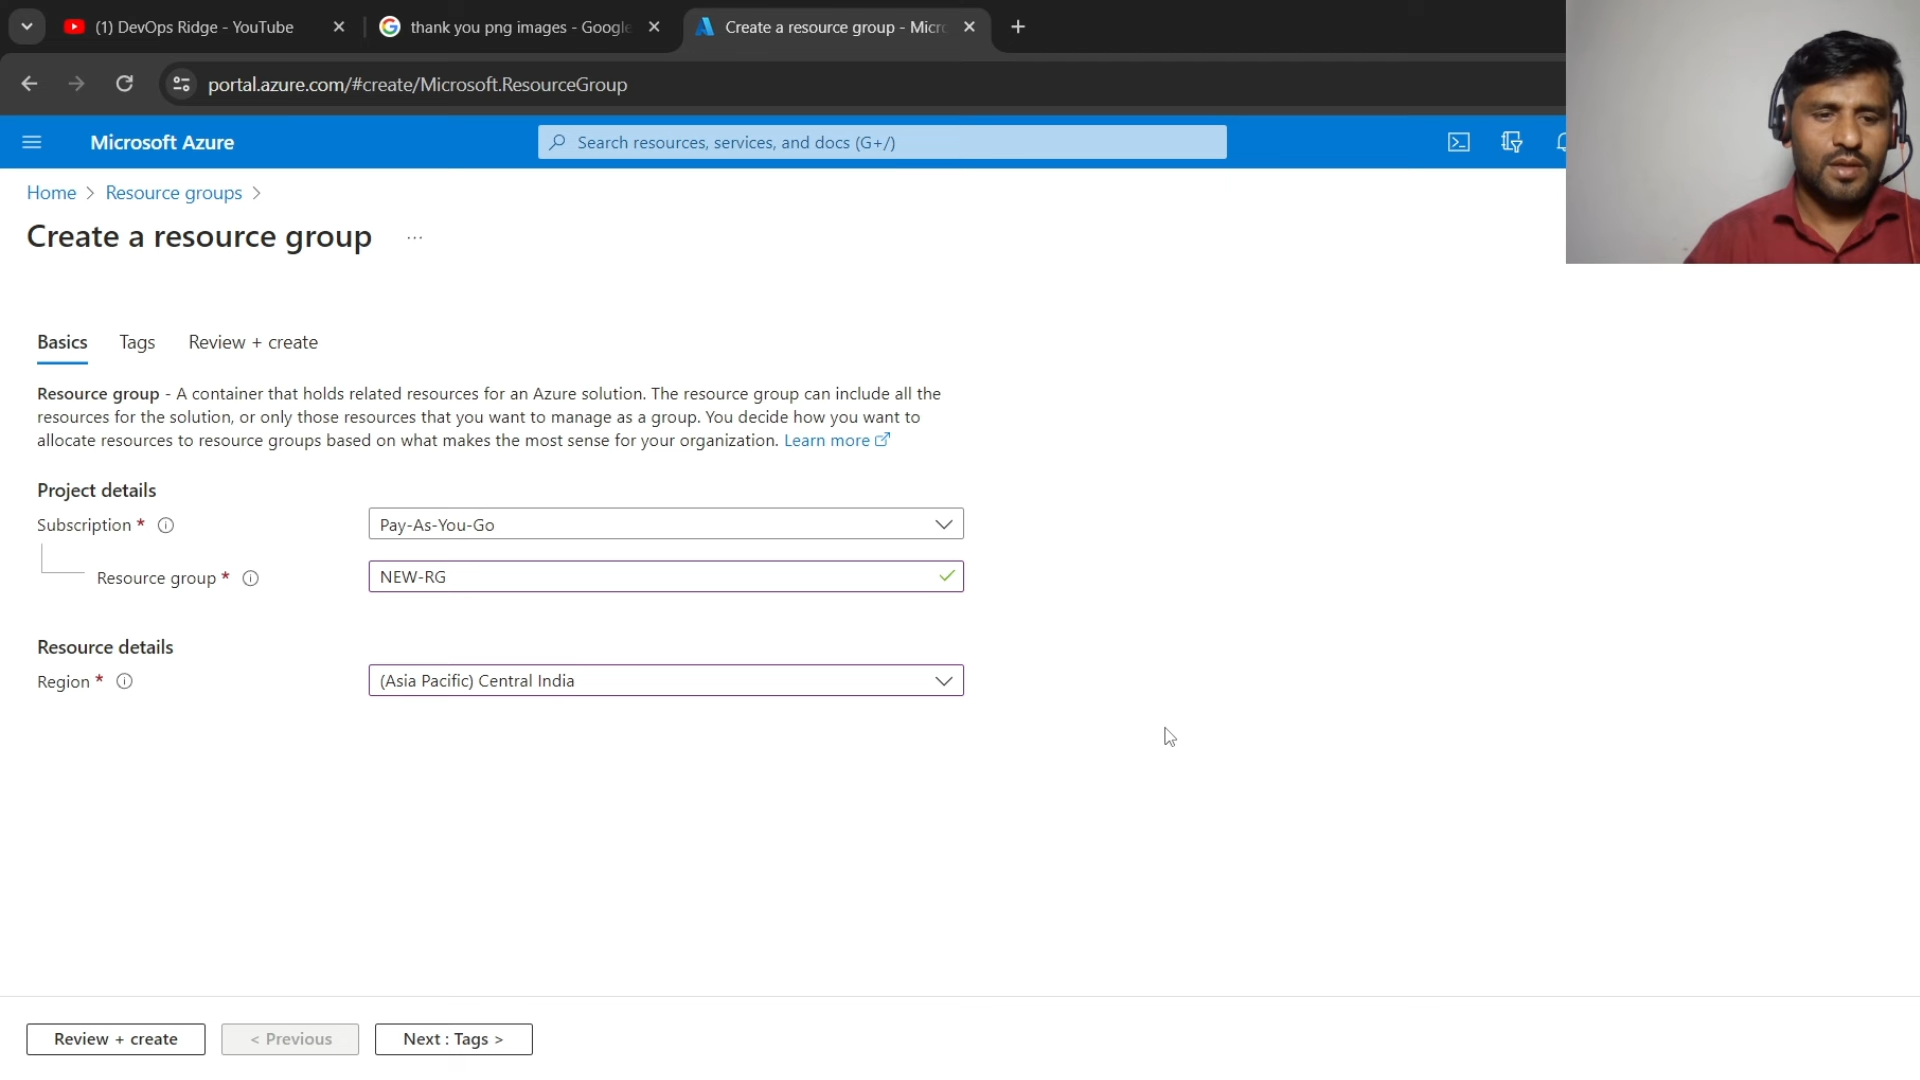 (1) DevOps Ridge - YouTube
thank you png images - Google
Create a resource group - Micro
portal.azure.com/#create/Microsoft.ResourceGroup
Microsoft Azure
Search resources, services, and docs (G+/)
Home > Resource groups >
Create a resource group ...
Basics Tags Review + create
Resource group - A container that holds related resources for an Azure solution. The resource group can include all the
resources for the solution, or only those resources that you want to manage as a group. You decide how you want to
allocate resources to resource groups based on what makes the most sense for your organization. Learn more
Project details
Subscription * Pay-As-You-Go
Resource group * NEW-RG
Resource details
Region * (Asia Pacific) Central India
Review + create < Previous Next : Tags >